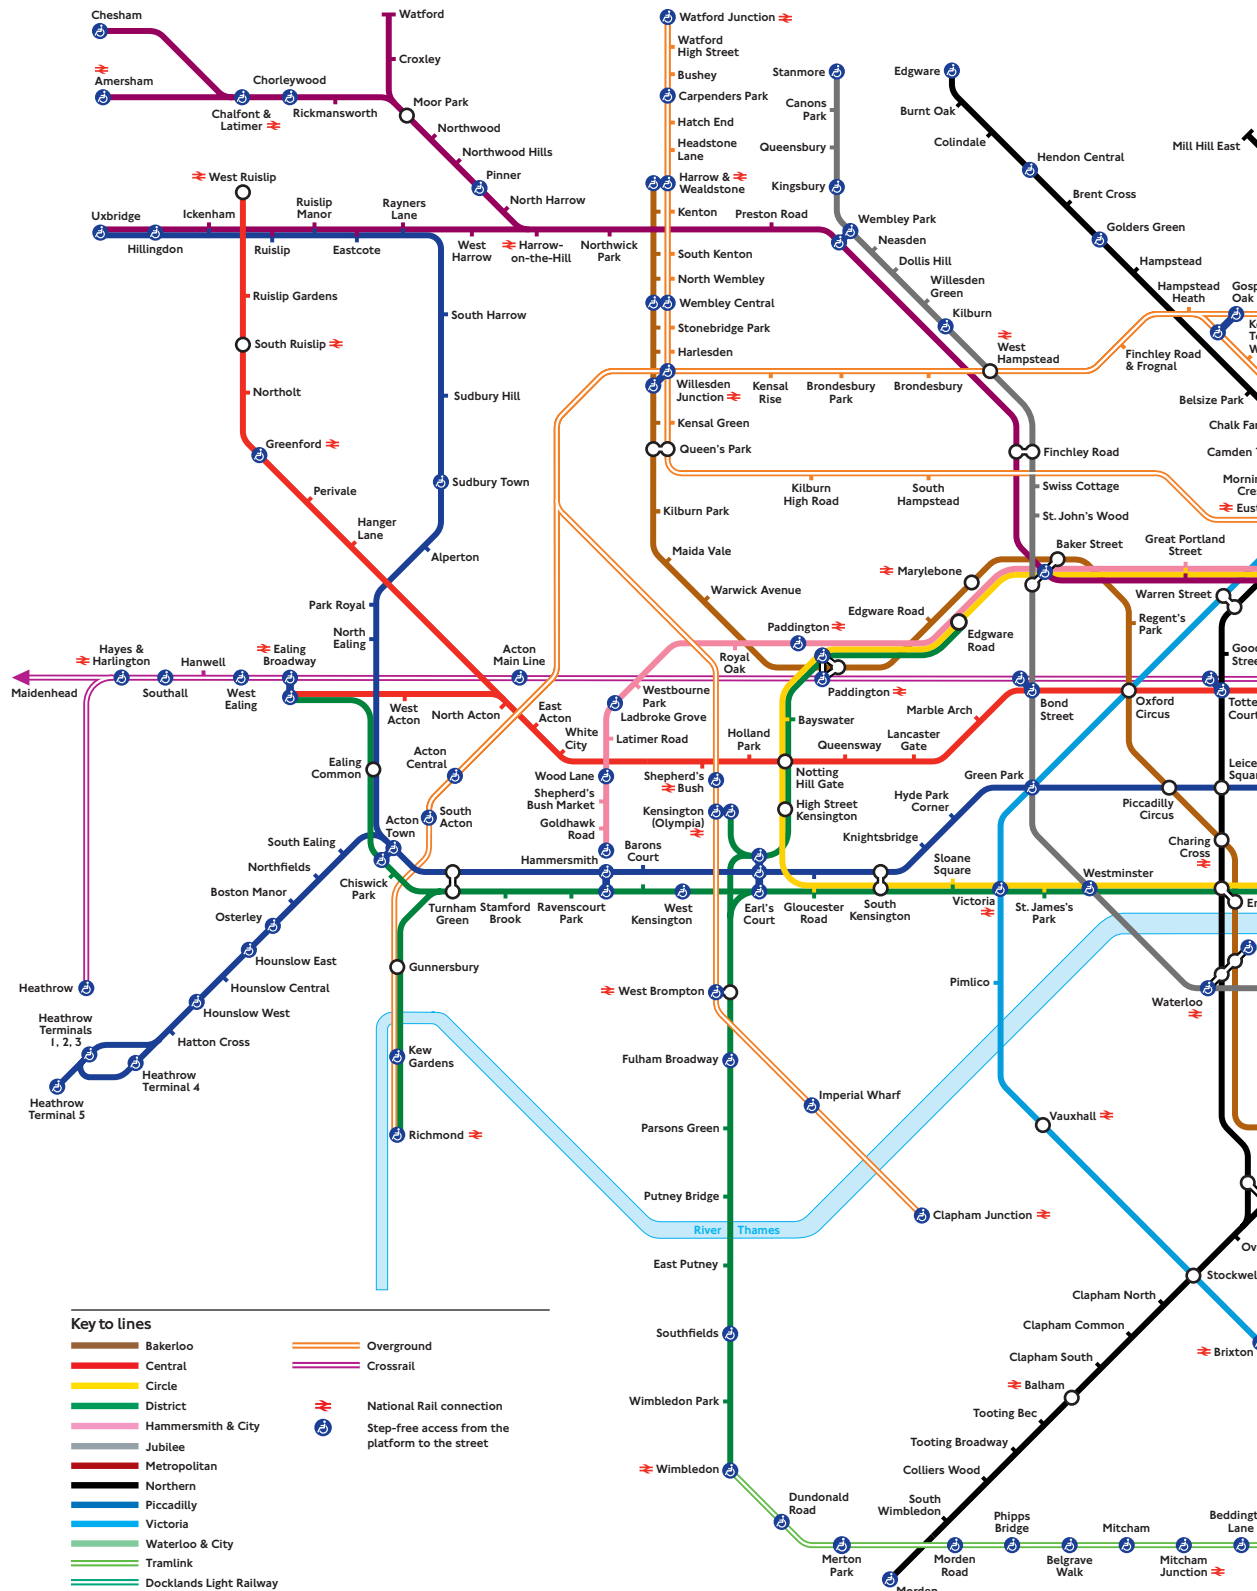 Chesham
Amersham
Chalfont &
Latimer
Chorleywood
Rickmansworth
Watford
Croxley
Moor Park
Northwood
Northwood Hills
Pinner
North Harrow
Watford Junction
Watford
High Street
Bushey
Carpenders Park
Hatch End
Headstone
Lane
Harrow &
Wealdstone
Kenton
South Kenton
North Wembley
Wembley Central
Stonebridge Park
Harlesden
Willesden
Junction
Kensal Green
Queen's Park
Kilburn Park
Maida Vale
Warwick Avenue
Stanmore
Canons
Park
Queensbury
Kingsbury
Preston Road
Wembley Park
Neasden
Dollis Hill
Willesden
Green
Kilburn
West
Hampstead
Edgware
Burnt Oak
Colindale
Hendon Central
Brent Cross
Golders Green
Hampstead
Hampstead
Heath
Mill Hill East
Finchley Road
& Frognal
Belsize Park
West Ruislip
Uxbridge
Hillingdon
Ickenham
Ruislip
Ruislip
Manor
Eastcote
Rayners
Lane
West
Harrow
Harrow-
on-the-Hill
Northwick
Park
Ruislip Gardens
South Ruislip
Northolt
Greenford
Perivale
Hanger
Lane
South Harrow
Sudbury Hill
Sudbury Town
Alperton
Park Royal
North
Ealing
Kensal
Rise
Brondesbury
Park
Brondesbury
Kilburn
High Road
South
Hampstead
Finchley Road
Swiss Cottage
St. John's Wood
Baker Street
Great Portland
Street
Warren Street
Marylebone
Edgware Road
Edgware
Road
Regent's
Park
Paddington
Royal
Oak
Westbourne
Park
Ladbroke Grove
Latimer Road
Paddington
Bayswater
Maidenhead
Hayes &
Harlington
Southall
Hanwell
West
Ealing
Ealing
Broadway
Acton
Main Line
West
Acton
North Acton
East
Acton
White
City
Holland
Park
Queensway
Lancaster
Gate
Marble Arch
Bond
Street
Oxford
Circus
Ealing
Common
Acton
Central
South
Acton
Acton
Town
Wood Lane
Shepherd's
Bush Market
Goldhawk
Road
Hammersmith
Shepherd's
Bush
Kensington
(Olympia)
Notting
Hill Gate
High Street
Kensington
Green Park
Hyde Park
Corner
Knightsbridge
Piccadilly
Circus
Charing
Cross
South Ealing
Northfields
Boston Manor
Osterley
Hounslow East
Hounslow Central
Hounslow West
Hatton Cross
Heathrow
Heathrow
Terminals
1, 2, 3
Heathrow
Terminal 4
Heathrow
Terminal 5
Chiswick
Park
Turnham
Green
Stamford
Brook
Ravenscourt
Park
Barons
Court
West
Kensington
Earl's
Court
Gloucester
Road
South
Kensington
Sloane
Square
Victoria
St. James's
Park
Westminster
Waterloo
Pimlico
Gunnersbury
Kew
Gardens
Richmond
West Brompton
Fulham Broadway
Parsons Green
Putney Bridge
River Thames
East Putney
Southfields
Wimbledon Park
Wimbledon
Imperial Wharf
Clapham Junction
Vauxhall
Stockwel
Brixton
Clapham North
Clapham Common
Clapham South
Balham
Tooting Bec
Tooting Broadway
Colliers Wood
South
Wimbledon
Morden
Dundonald
Road
Merton
Park
Morden
Road
Phipps
Bridge
Belgrave
Walk
Mitcham
Mitcham
Junction
Beddingt
Lane
Key to lines
Bakerloo
Central
Circle
District
Hammersmith & City
Jubilee
Metropolitan
Northern
Piccadilly
Victoria
Waterloo & City
Tramlink
Docklands Light Railway
Overground
Crossrail
National Rail connection
Step-free access from the
platform to the street